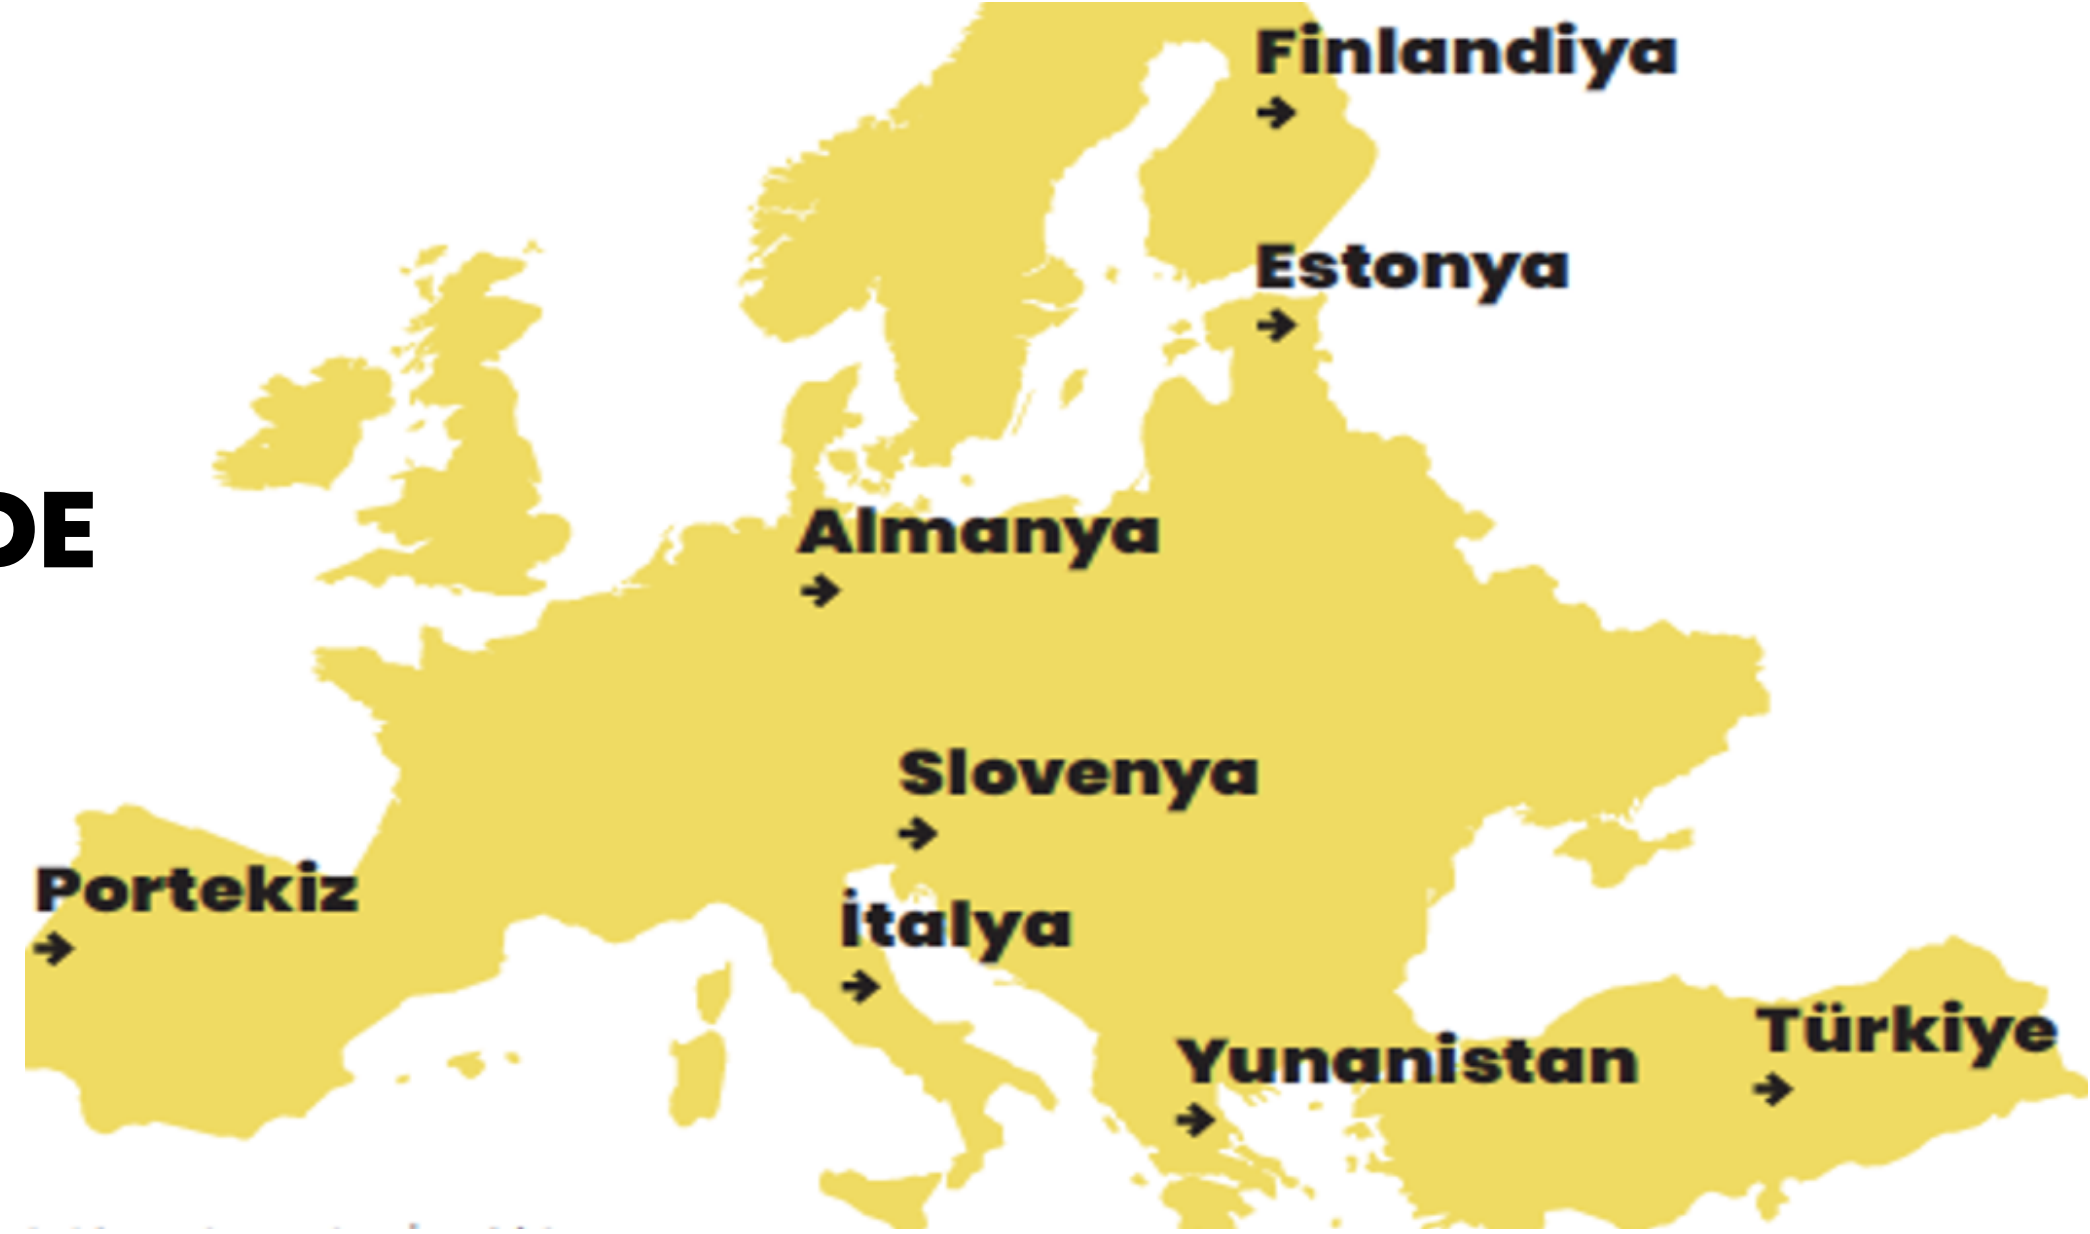 Finlandiya
Estonya
DE
Almanya
Slovenya
Portekiz
İtalya
Türkiye
Yunanistan